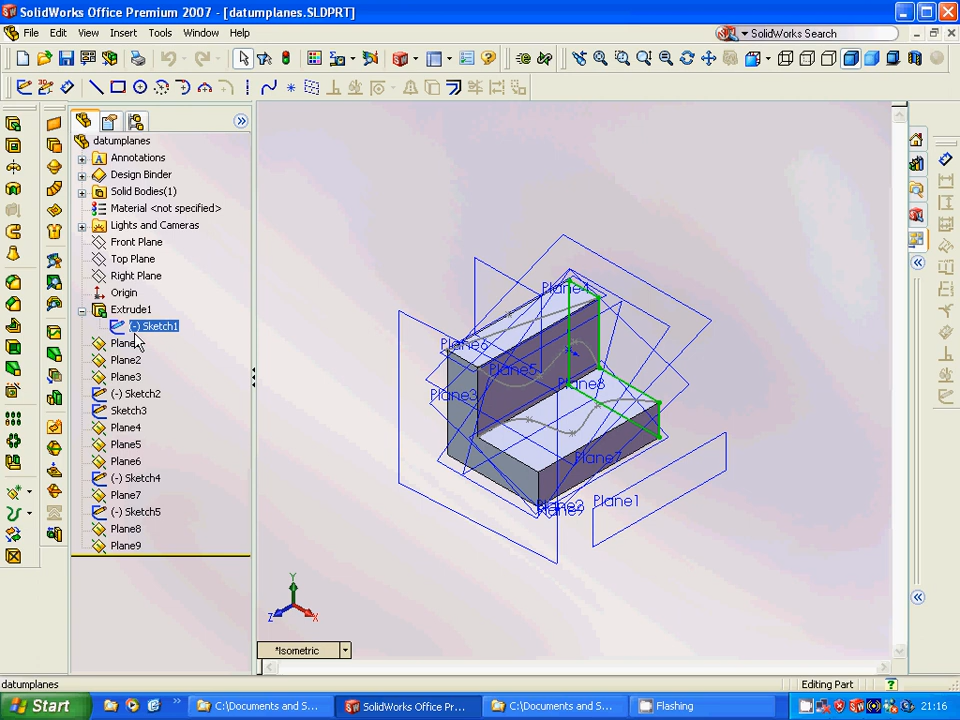 SolidWorks Office Premium 2007 - [datumplanes.SLDPRT]
File Edit View Insert Tools Window Help
SolidWorks Search
datumplanes
Annotations
Design Binder
Solid Bodies(1)
Material <not specified>
Lights and Cameras
Front Plane
Top Plane
Right Plane
Origin
Extrude1
(-) Sketch1
Plane1
Plane2
Plane3
(-) Sketch2
Sketch3
Plane4
Plane5
Plane6
(-) Sketch4
Plane7
(-) Sketch5
Plane8
Plane9
Plane4
Plane6
Plane5
Plane8
Plane3
Plane7
Plane1
Plane2
Plane9
Y
Z
X
*Isometric
datumplanes
Editing Part
Start
C:\Documents and S...
SolidWorks Office Pr...
C:\Documents and S...
Flashing
21:16